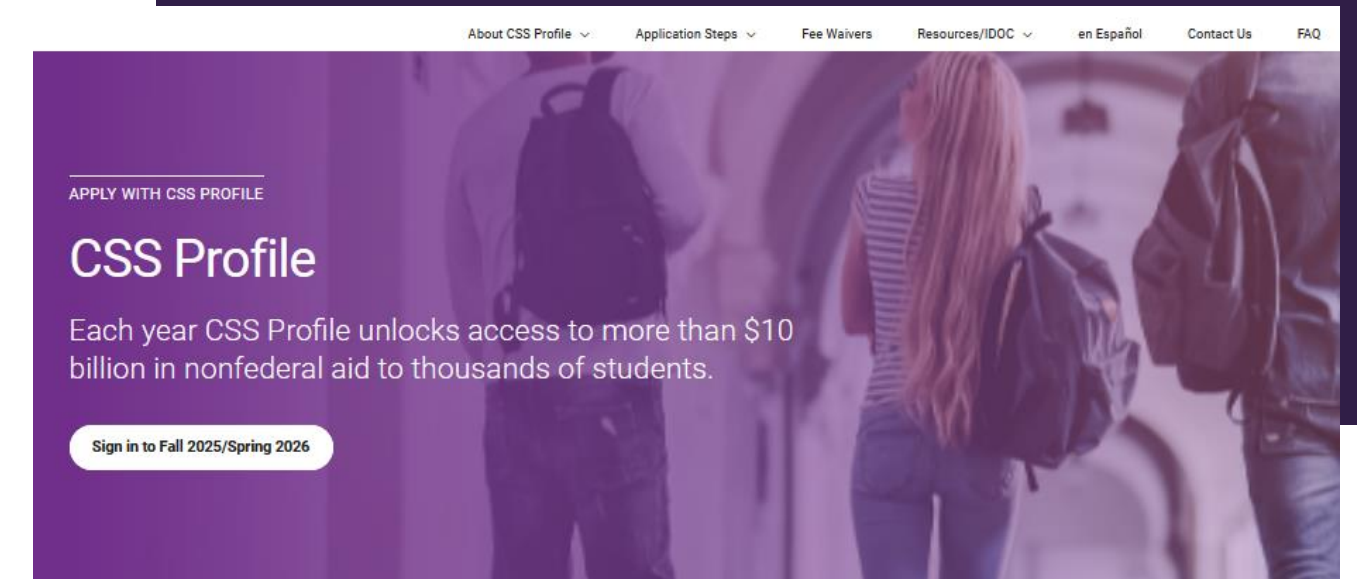 About CSS Profile Application Steps Fee Waivers Resources/IDOC en Español Contact Us FAQ
APPLY WITH CSS PROFILE
CSS Profile
Each year CSS Profile unlocks access to more than $10
billion in nonfederal aid to thousands of students.
Sign in to Fall 2025/Spring 2026